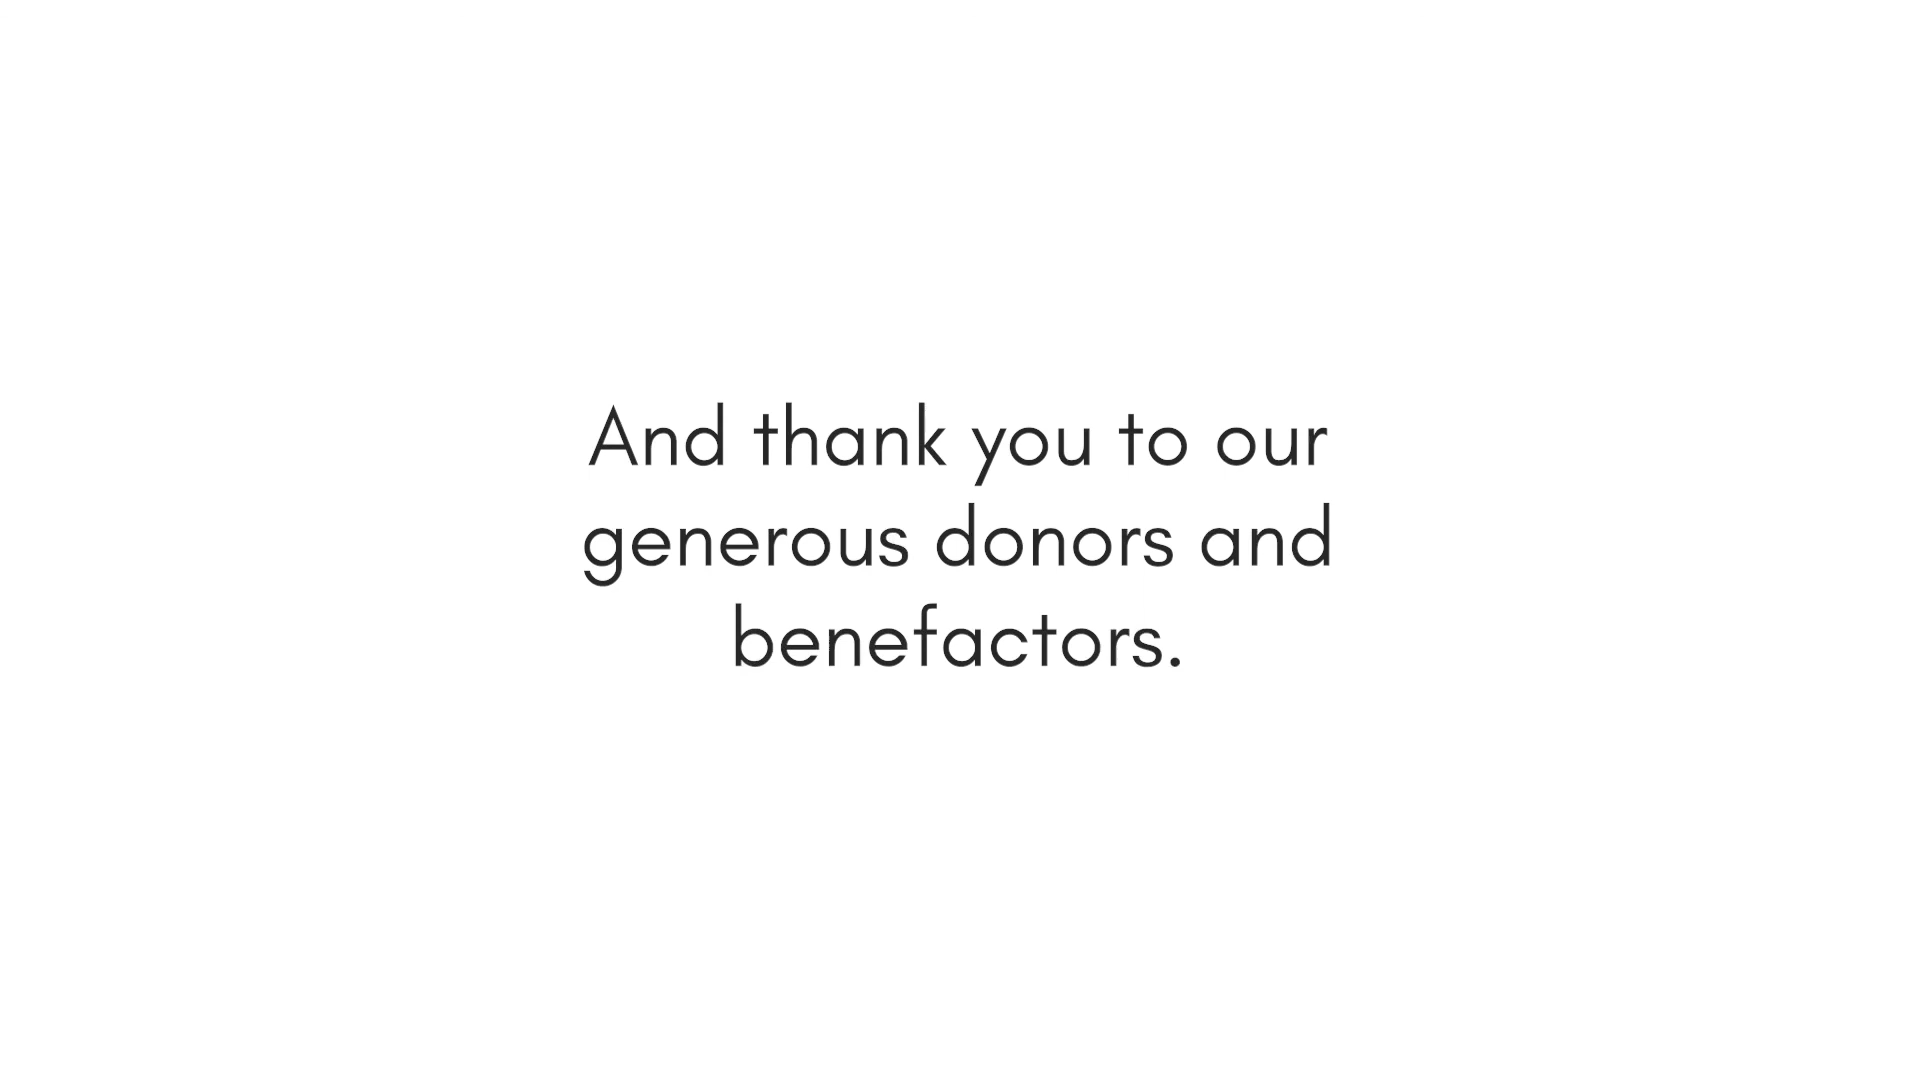 And thank you to our
generous donors and
benefactors.